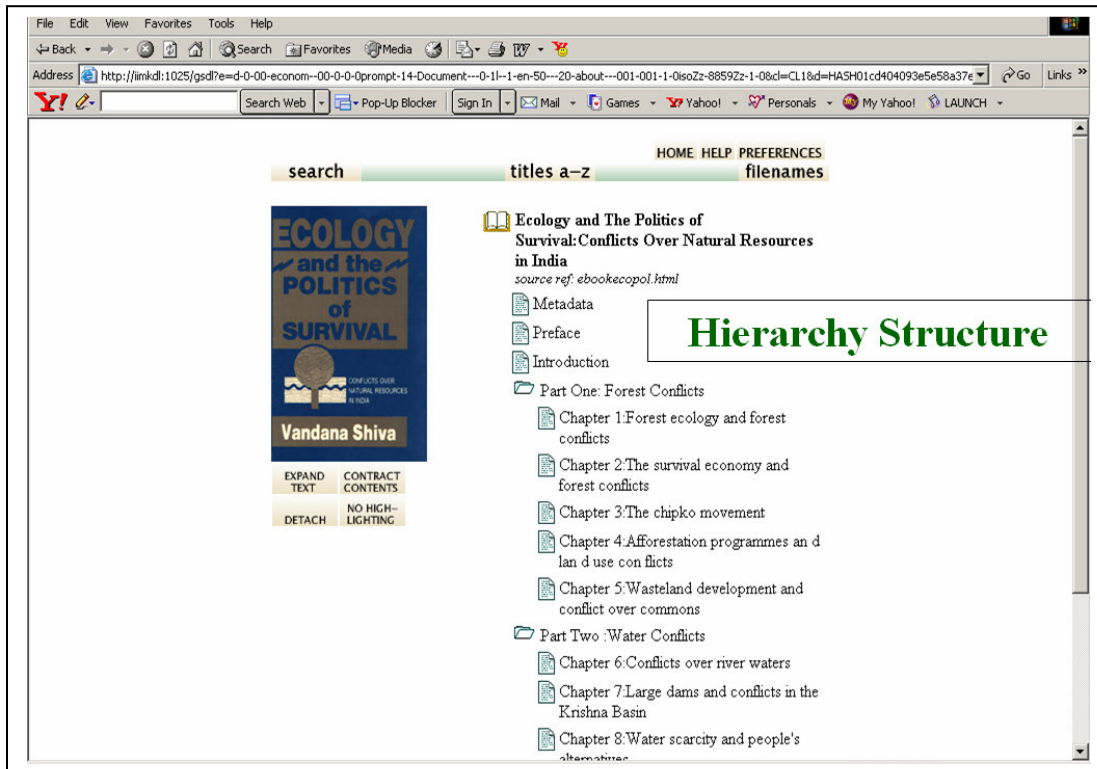 File Edit View Favorites Tools Help
Back Search Favorites Media
Address http://iimkdl:1025/gsdl?e=d-0-00-econom--00-0-0-0prompt-14-Document---0-1l--1-en-50---20-about---001-001-1-0isoZz-8859Zz-1-0&cl=CL1&d=HASH01cd404093e5e58a37e Go Links »
Y! Search Web Pop-Up Blocker Sign In Mail Games Yahoo! Personals My Yahoo! LAUNCH
HOME HELP PREFERENCES
search titles a–z filenames
ECOLOGY
and the
POLITICS
of
SURVIVAL
CONFLICTS OVER
NATURAL RESOURCES
IN INDIA
Vandana Shiva
EXPAND TEXT
CONTRACT CONTENTS
DETACH
NO HIGH–
LIGHTING
Ecology and The Politics of
Survival:Conflicts Over Natural Resources
in India
source ref: ebookecopol.html
Metadata
Preface
Introduction
Hierarchy Structure
Part One: Forest Conflicts
Chapter 1:Forest ecology and forest
conflicts
Chapter 2:The survival economy and
forest conflicts
Chapter 3:The chipko movement
Chapter 4:Afforestation programmes an d
lan d use con flicts
Chapter 5:Wasteland development and
conflict over commons
Part Two :Water Conflicts
Chapter 6:Conflicts over river waters
Chapter 7:Large dams and conflicts in the
Krishna Basin
Chapter 8:Water scarcity and people's
alternatives